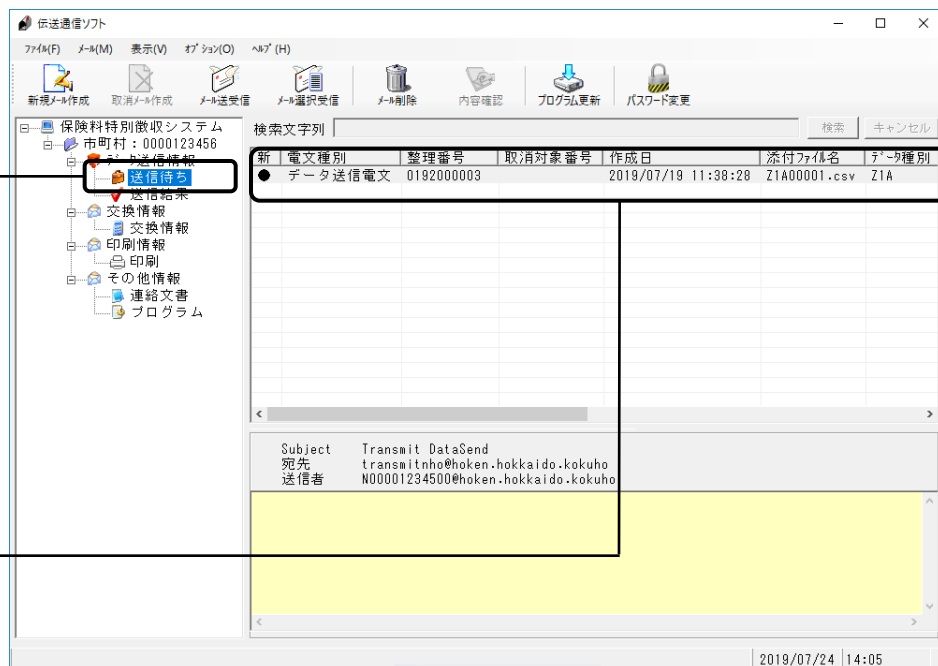 伝送通信ソフト
ﾌｧｲﾙ(F) ﾒｰﾙ(M) 表示(V) ｵﾌﾟｼｮﾝ(O) ﾍﾙﾌﾟ(H)
新規ﾒｰﾙ作成 取消ﾒｰﾙ作成 ﾒｰﾙ送受信 ﾒｰﾙ選択受信 ﾒｰﾙ削除 内容確認 ﾌﾟﾛｸﾞﾗﾑ更新 ﾊﾟｽﾜｰﾄﾞ変更
保険料特別徴収システム
市町村：0000123456
データ送信情報
送信待ち
送信結果
交換情報
交換情報
印刷情報
印刷
その他情報
連絡文書
プログラム
検索文字列 検索 キャンセル
新 電文種別 整理番号 取消対象番号 作成日 添付ﾌｧｲﾙ名 ﾃﾞｰﾀ種別
● データ送信電文 0192000003 2019/07/19 11:38:28 Z1A00001.csv Z1A
Subject Transmit DataSend
宛先 transmitnho@hoken.hokkaido.kokuho
送信者 N00001234500@hoken.hokkaido.kokuho
2019/07/24 14:05